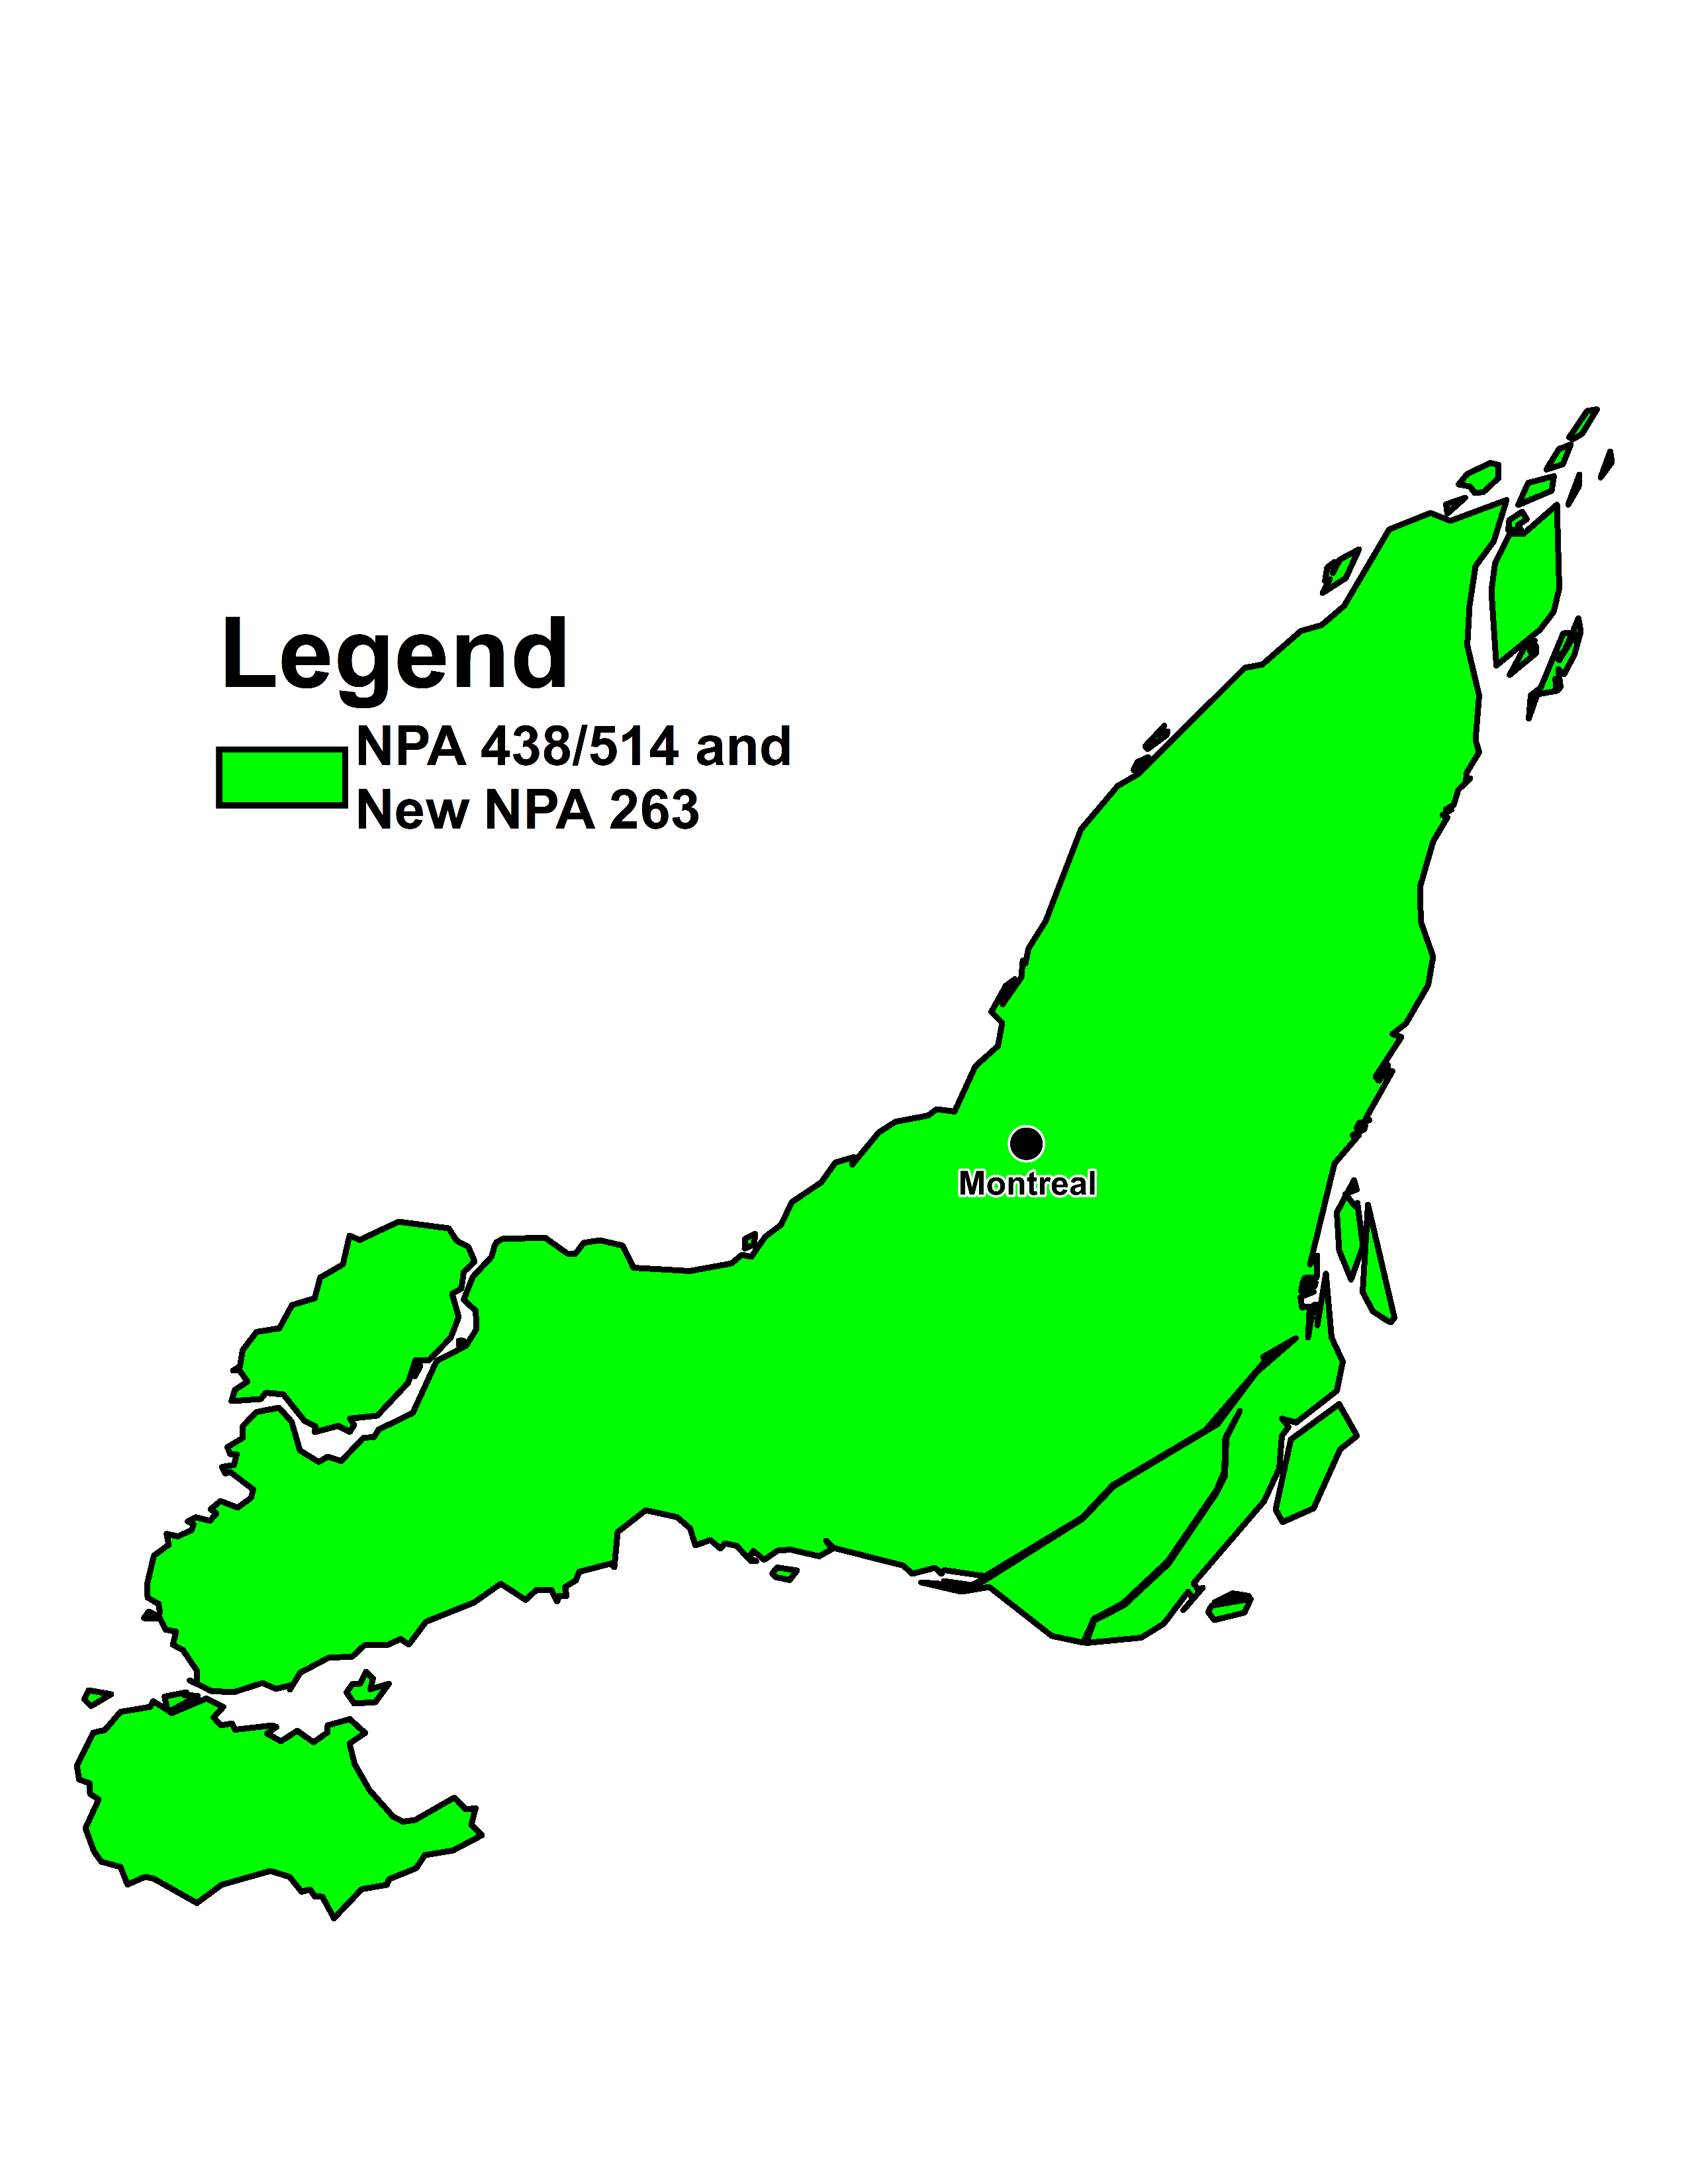 Legend
NPA 438/514 and
New NPA 263
Montreal